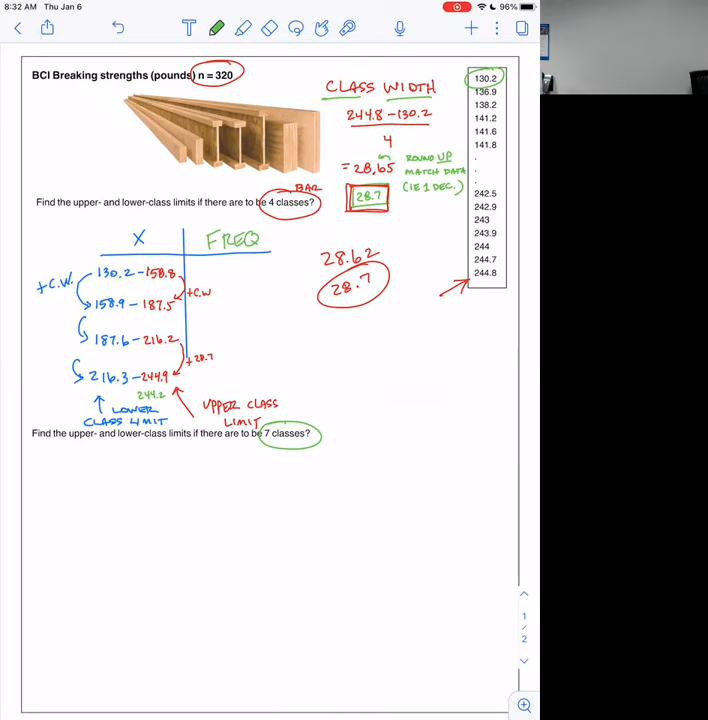 8:32 AM Thu Jan 6
96%
BCI Breaking strengths (pounds) n = 320
CLASS WIDTH
244.8 - 130.2
4
= 28.65
ROUND UP
MATCH DATA
(IE 1 DEC.)
28.7
130.2
136.9
138.2
141.2
141.6
141.8
.
.
.
242.5
242.9
243
243.9
244
244.7
244.8
BAR
Find the upper- and lower-class limits if there are to be 4 classes?
X
FREQ
28.62
28.7
+C.W.
130.2 - 158.8
+C.W
158.9 - 187.5
187.6 - 216.2
+28.7
216.3 - 244.9
244.2
LOWER
CLASS LIMIT
UPPER CLASS
LIMIT
Find the upper- and lower-class limits if there are to be 7 classes?
1
/
2